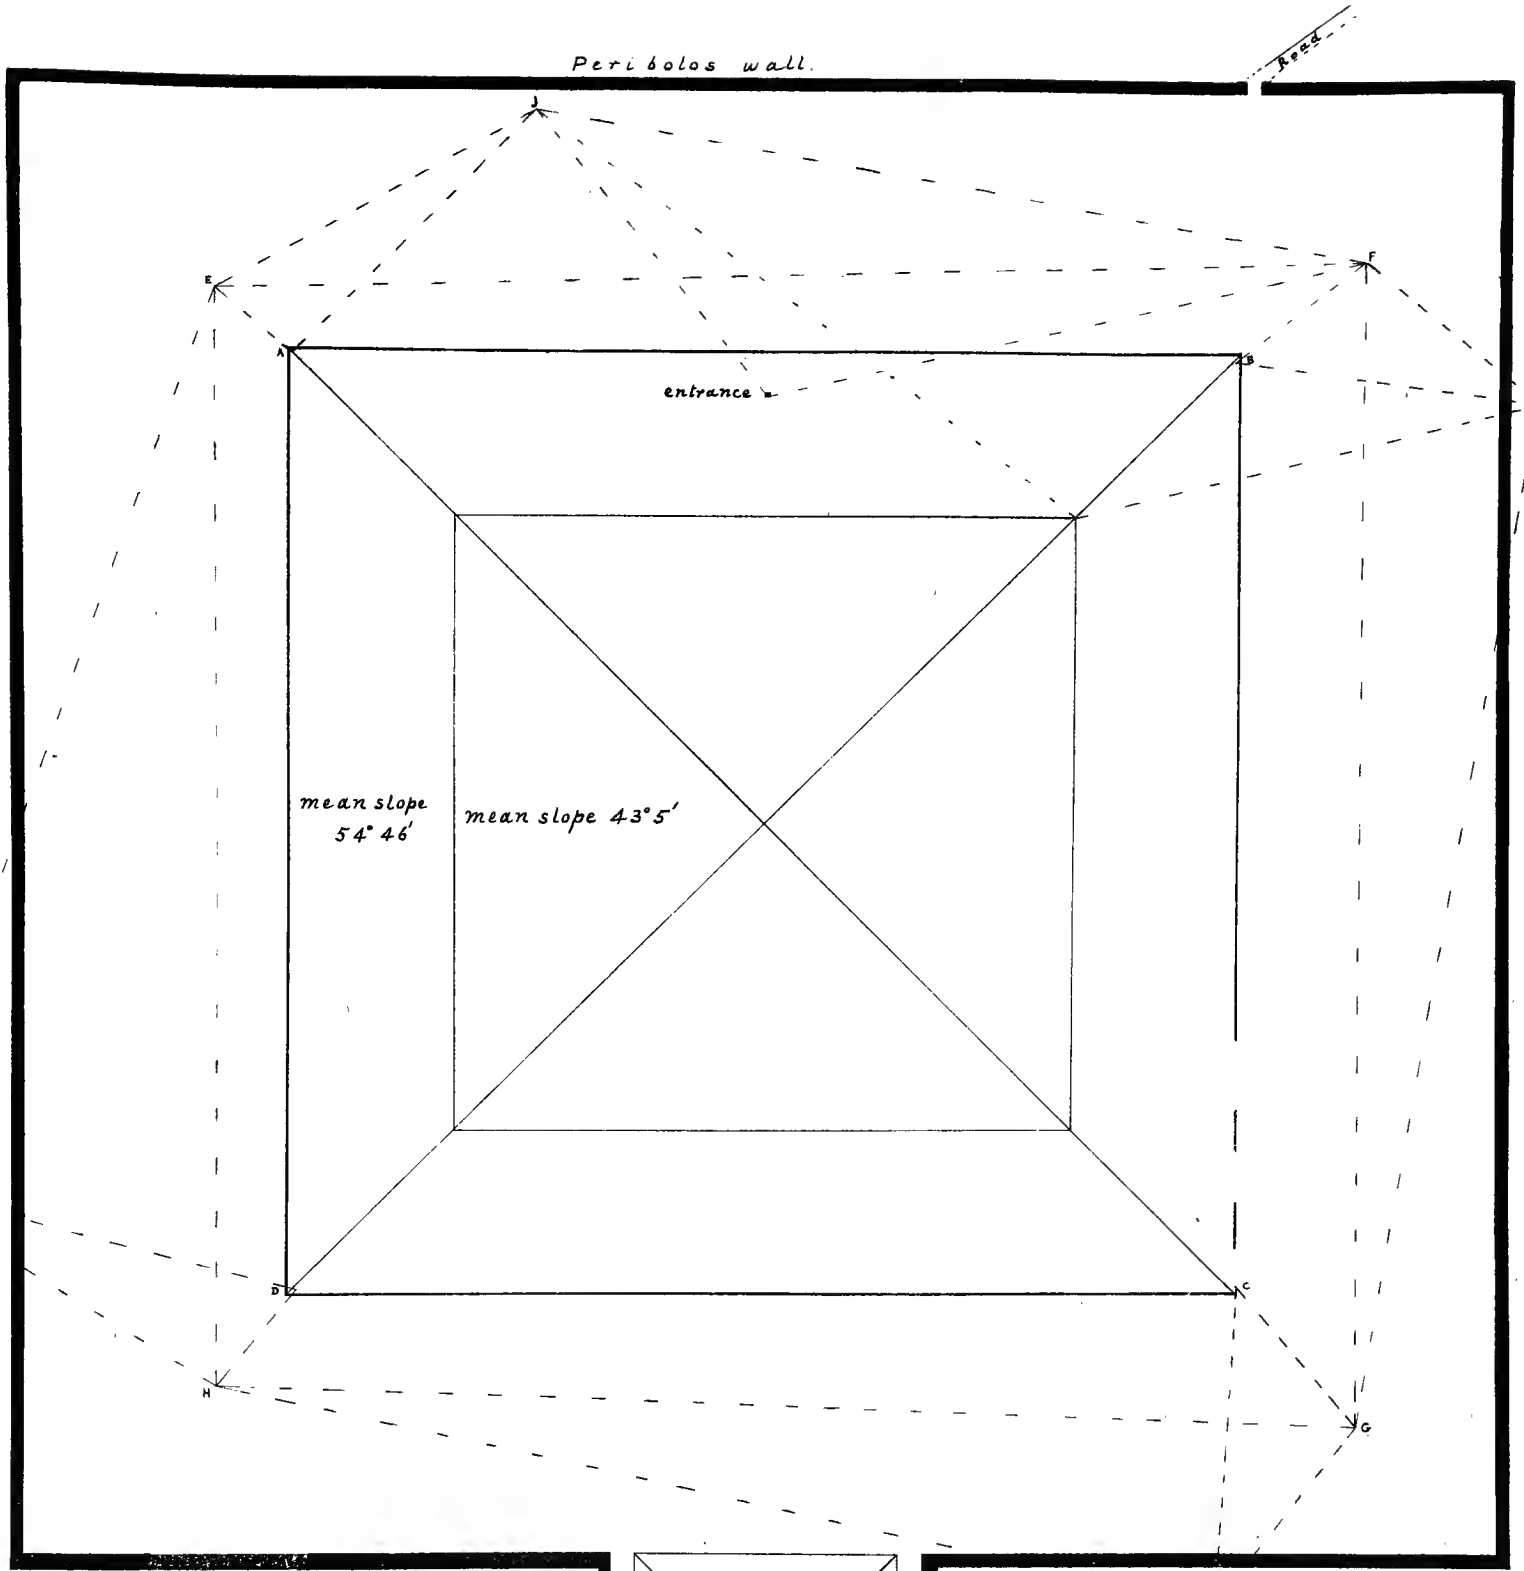 Peribolos wall.
Road
J
E
F
A
B
entrance
mean slope
54° 46'
mean slope 43° 5'
D
C
H
G